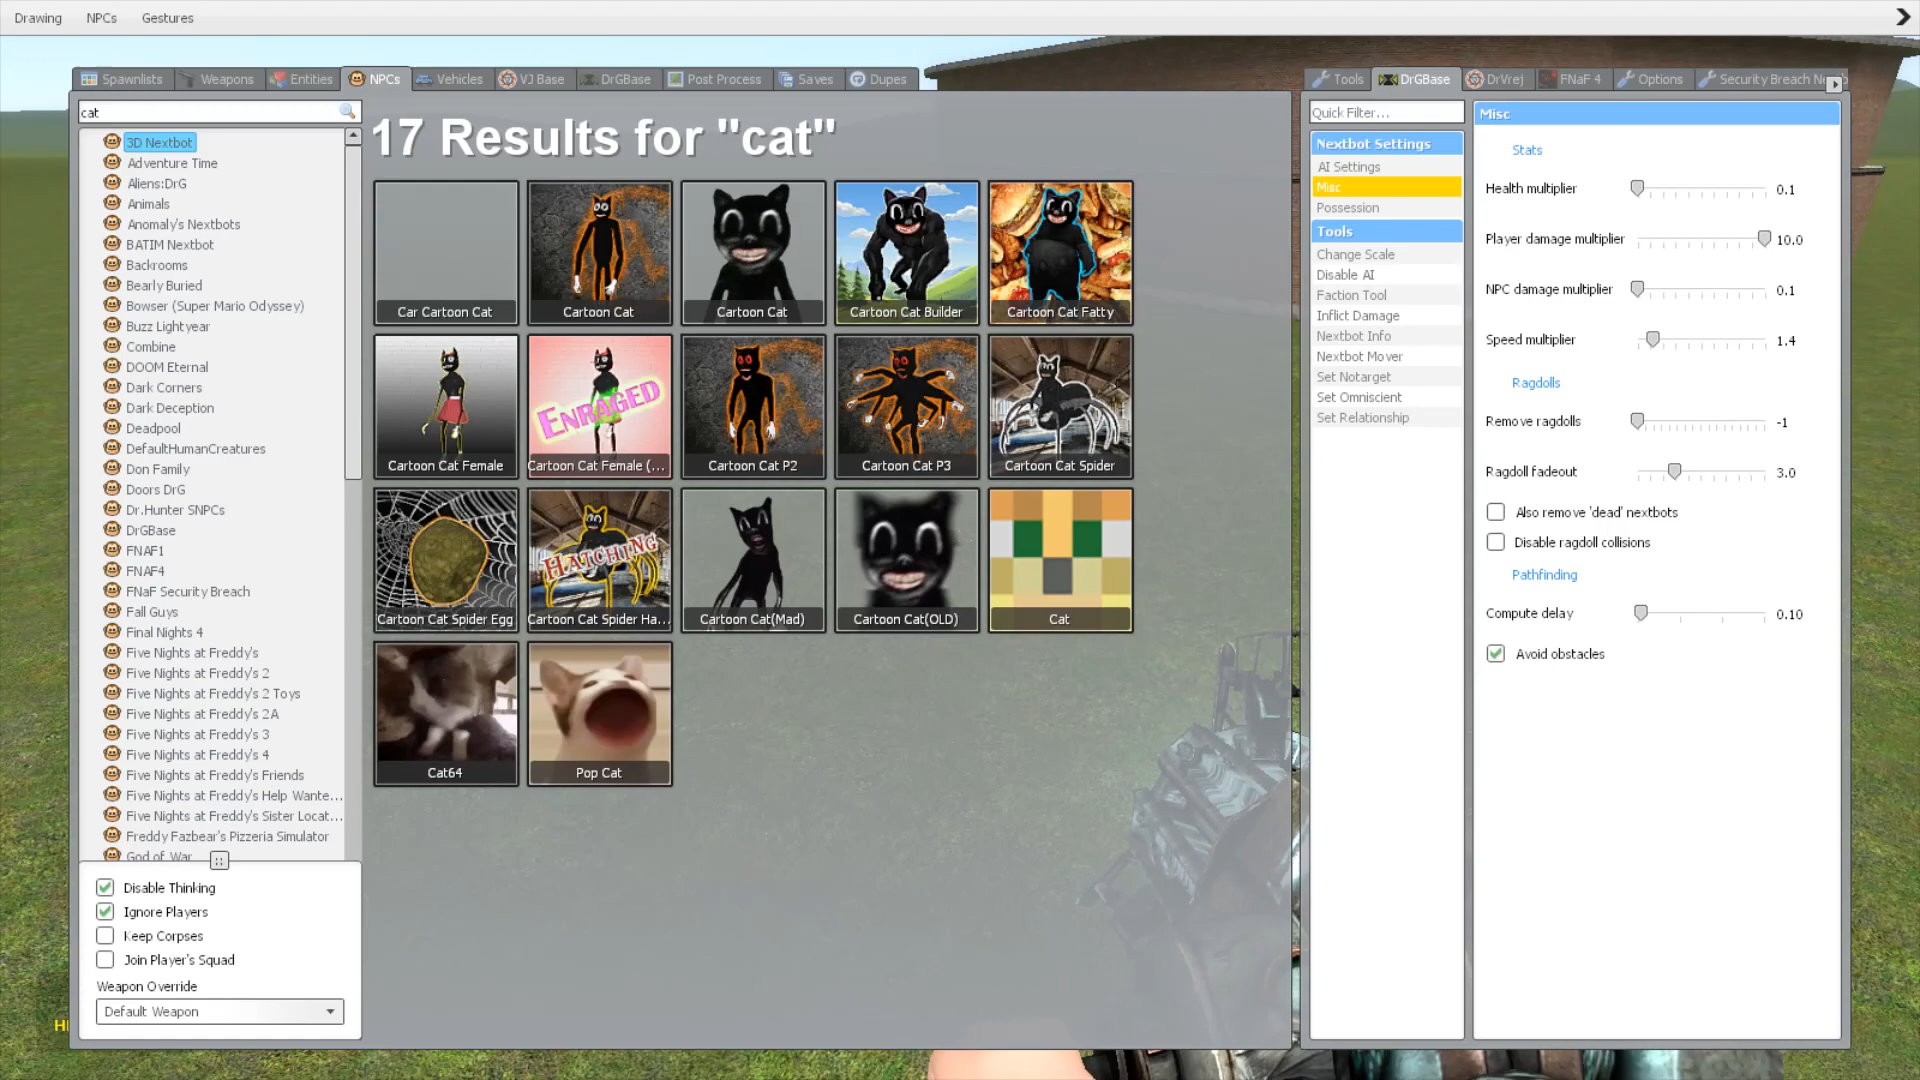 Drawing NPCs Gestures
Spawnlists Weapons Entities NPCs Vehicles VJ Base DrGBase Post Process Saves Dupes
cat
3D Nextbot
Adventure Time
Aliens:DrG
Animals
Anomaly's Nextbots
BATIM Nextbot
Backrooms
Bearly Buried
Bowser (Super Mario Odyssey)
Buzz Lightyear
Combine
DOOM Eternal
Dark Corners
Dark Deception
Deadpool
DefaultHumanCreatures
Don Family
Doors DrG
Dr.Hunter SNPCs
DrGBase
FNAF1
FNAF4
FNaF Security Breach
Fall Guys
Final Nights 4
Five Nights at Freddy's
Five Nights at Freddy's 2
Five Nights at Freddy's 2 Toys
Five Nights at Freddy's 2A
Five Nights at Freddy's 3
Five Nights at Freddy's 4
Five Nights at Freddy's Friends
Five Nights at Freddy's Help Wante...
Five Nights at Freddy's Sister Locat...
Freddy Fazbear's Pizzeria Simulator
God of War
Disable Thinking
Ignore Players
Keep Corpses
Join Player's Squad
Weapon Override
Default Weapon
17 Results for "cat"
Car Cartoon Cat
Cartoon Cat
Cartoon Cat
Cartoon Cat Builder
Cartoon Cat Fatty
Cartoon Cat Female
ENRAGED
Cartoon Cat Female (...
Cartoon Cat P2
Cartoon Cat P3
Cartoon Cat Spider
Cartoon Cat Spider Egg
HATCHING
Cartoon Cat Spider Ha...
Cartoon Cat(Mad)
Cartoon Cat(OLD)
Cat
Cat64
Pop Cat
Tools DrGBase DrVrej FNaF 4 Options Security Breach
Quick Filter...
Nextbot Settings
AI Settings
Misc
Possession
Tools
Change Scale
Disable AI
Faction Tool
Inflict Damage
Nextbot Info
Nextbot Mover
Set Notarget
Set Omniscient
Set Relationship
Misc
Stats
Health multiplier 0.1
Player damage multiplier 10.0
NPC damage multiplier 0.1
Speed multiplier 1.4
Ragdolls
Remove ragdolls -1
Ragdoll fadeout 3.0
Also remove 'dead' nextbots
Disable ragdoll collisions
Pathfinding
Compute delay 0.10
Avoid obstacles